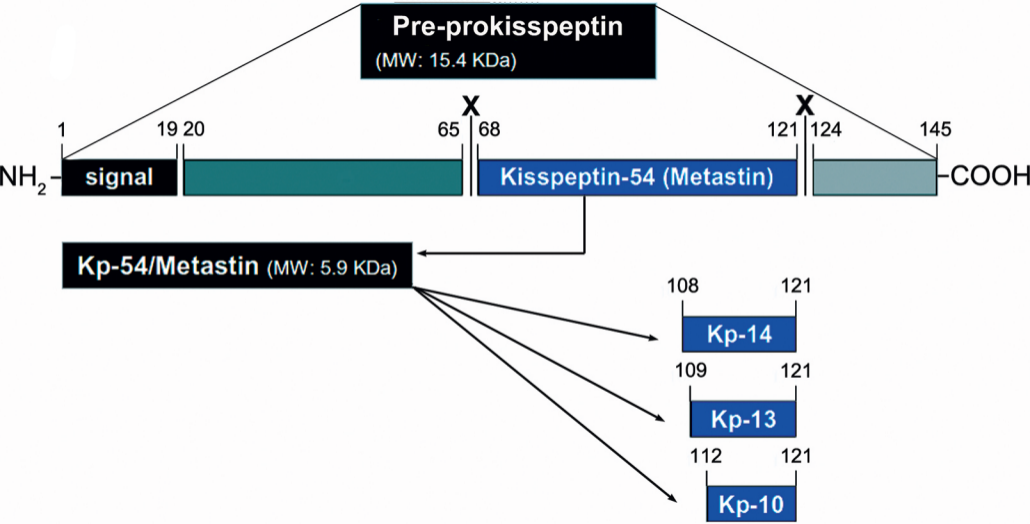 Pre-prokisspeptin
(MW: 15.4 KDa)
X X
1 19 20 65 68 121 124 145
NH2 signal Kisspeptin-54 (Metastin) COOH
Kp-54/Metastin (MW: 5.9 KDa)
108 121
Kp-14
109 121
Kp-13
112 121
Kp-10